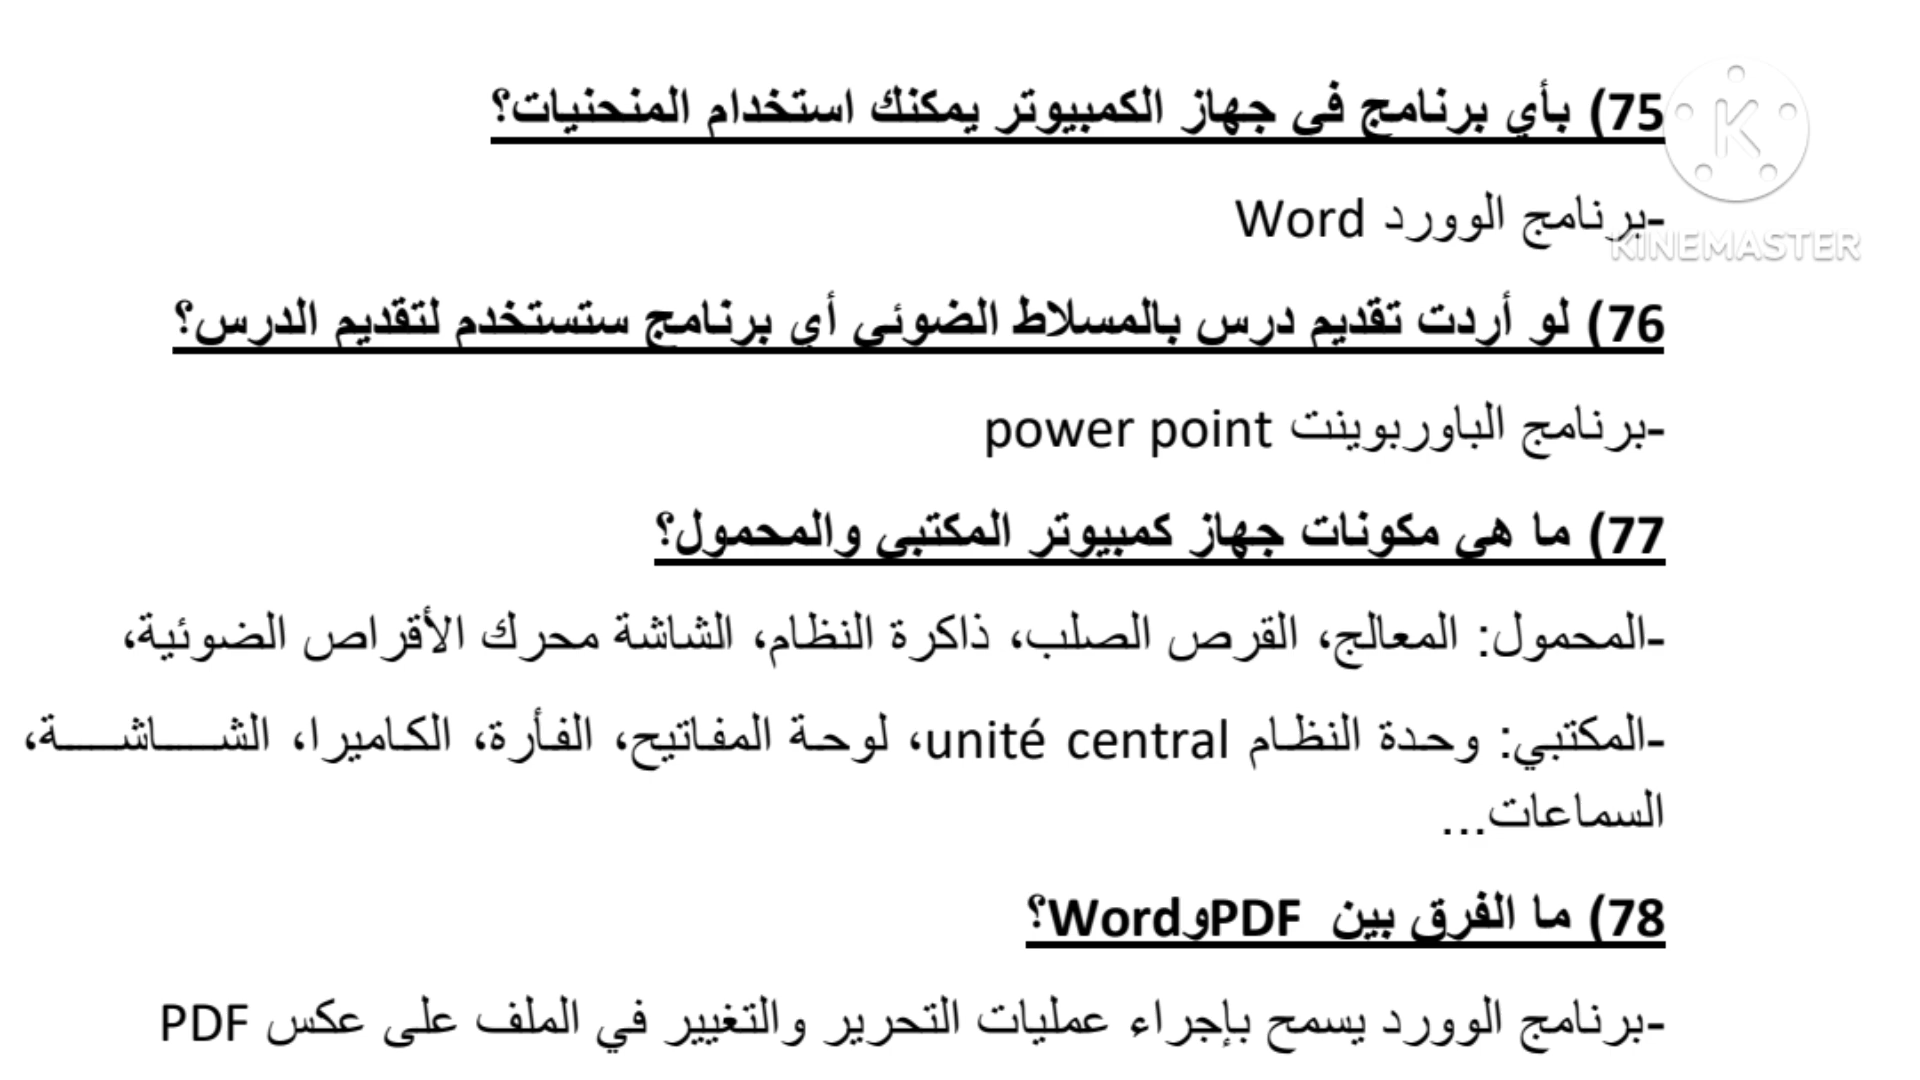 75) بأي برنامج في جهاز الكمبيوتر يمكنك استخدام المنحنيات؟
-برنامج الوورد Word
KINEMASTER
76) لو أردت تقديم درس بالمسلاط الضوئي أي برنامج ستستخدم لتقديم الدرس؟
-برنامج الباوربوينت power point
77) ما هي مكونات جهاز كمبيوتر المكتبي والمحمول؟
-المحمول: المعالج، القرص الصلب، ذاكرة النظام، الشاشة محرك الأقراص الضوئية،
-المكتبي: وحدة النظام unité central، لوحة المفاتيح، الفأرة، الكاميرا، الشـــاشـــة،
السماعات...
78) ما الفرق بين PDFوWord؟
-برنامج الوورد يسمح بإجراء عمليات التحرير والتغيير في الملف على عكس PDF